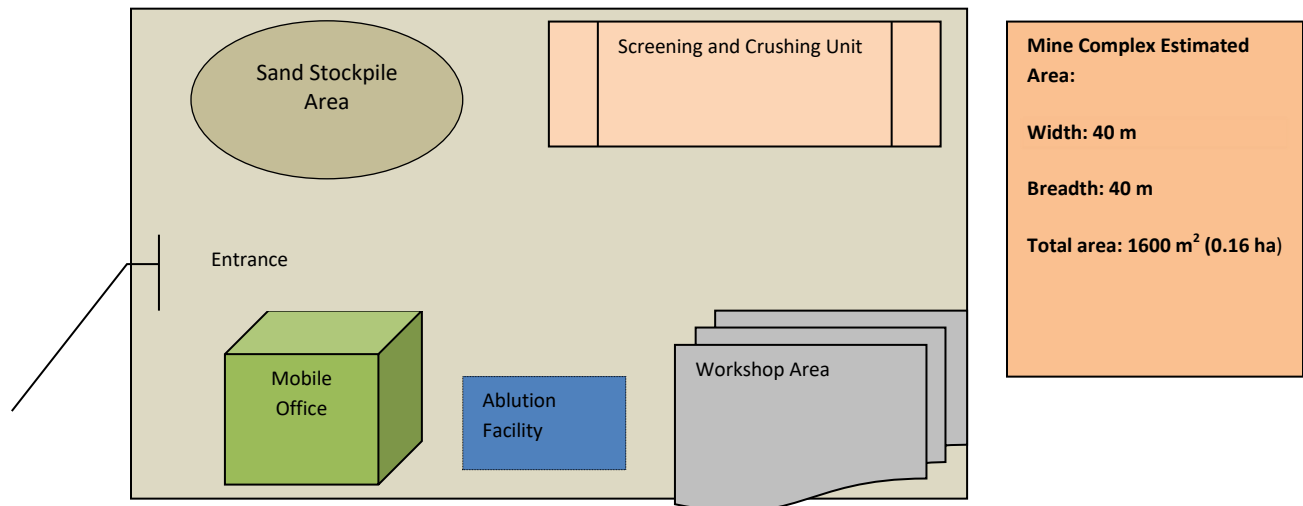 Sand Stockpile
Area
Screening and Crushing Unit
Entrance
Mobile
Office
Ablution
Facility
Workshop Area
Mine Complex Estimated
Area:
Width: 40 m
Breadth: 40 m
Total area: 1600 m² (0.16 ha)